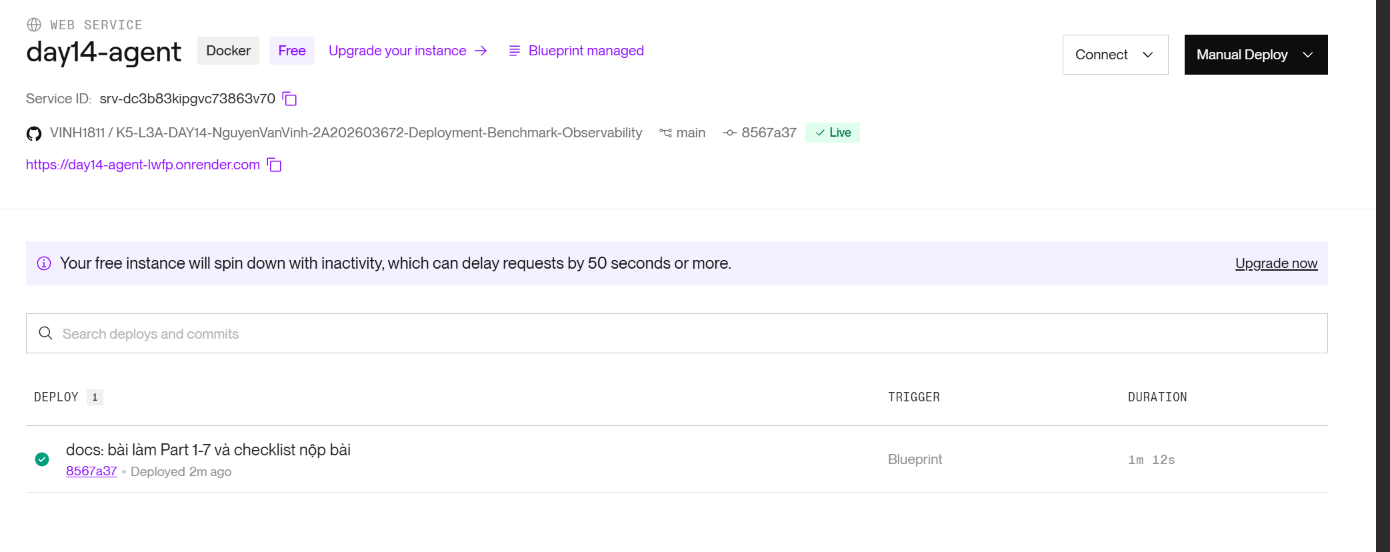 WEB SERVICE
day14-agent Docker Free Upgrade your instance → Blueprint managed Connect Manual Deploy
Service ID: srv-dc3b83kipgvc73863v70
VINH1811 / K5-L3A-DAY14-NguyenVanVinh-2A202603672-Deployment-Benchmark-Observability main 8567a37 Live
https://day14-agent-lwfp.onrender.com
Your free instance will spin down with inactivity, which can delay requests by 50 seconds or more. Upgrade now
Search deploys and commits
DEPLOY 1 TRIGGER DURATION
docs: bài làm Part 1-7 và checklist nộp bài
8567a37 • Deployed 2m ago Blueprint 1m 12s